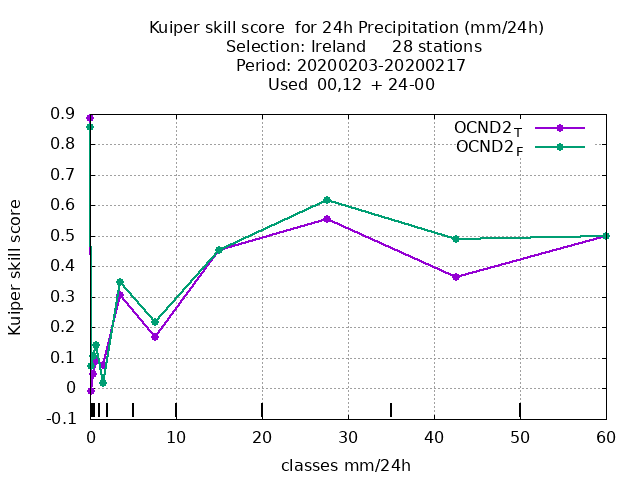 Kuiper skill score  for 24h Precipitation (mm/24h)
Selection: Ireland     28 stations
Period: 20200203-20200217
Used  00,12  + 24-00
OCND2_T
OCND2_F
Kuiper skill score
0.9
0.8
0.7
0.6
0.5
0.4
0.3
0.2
0.1
0
-0.1
0 10 20 30 40 50 60
classes mm/24h